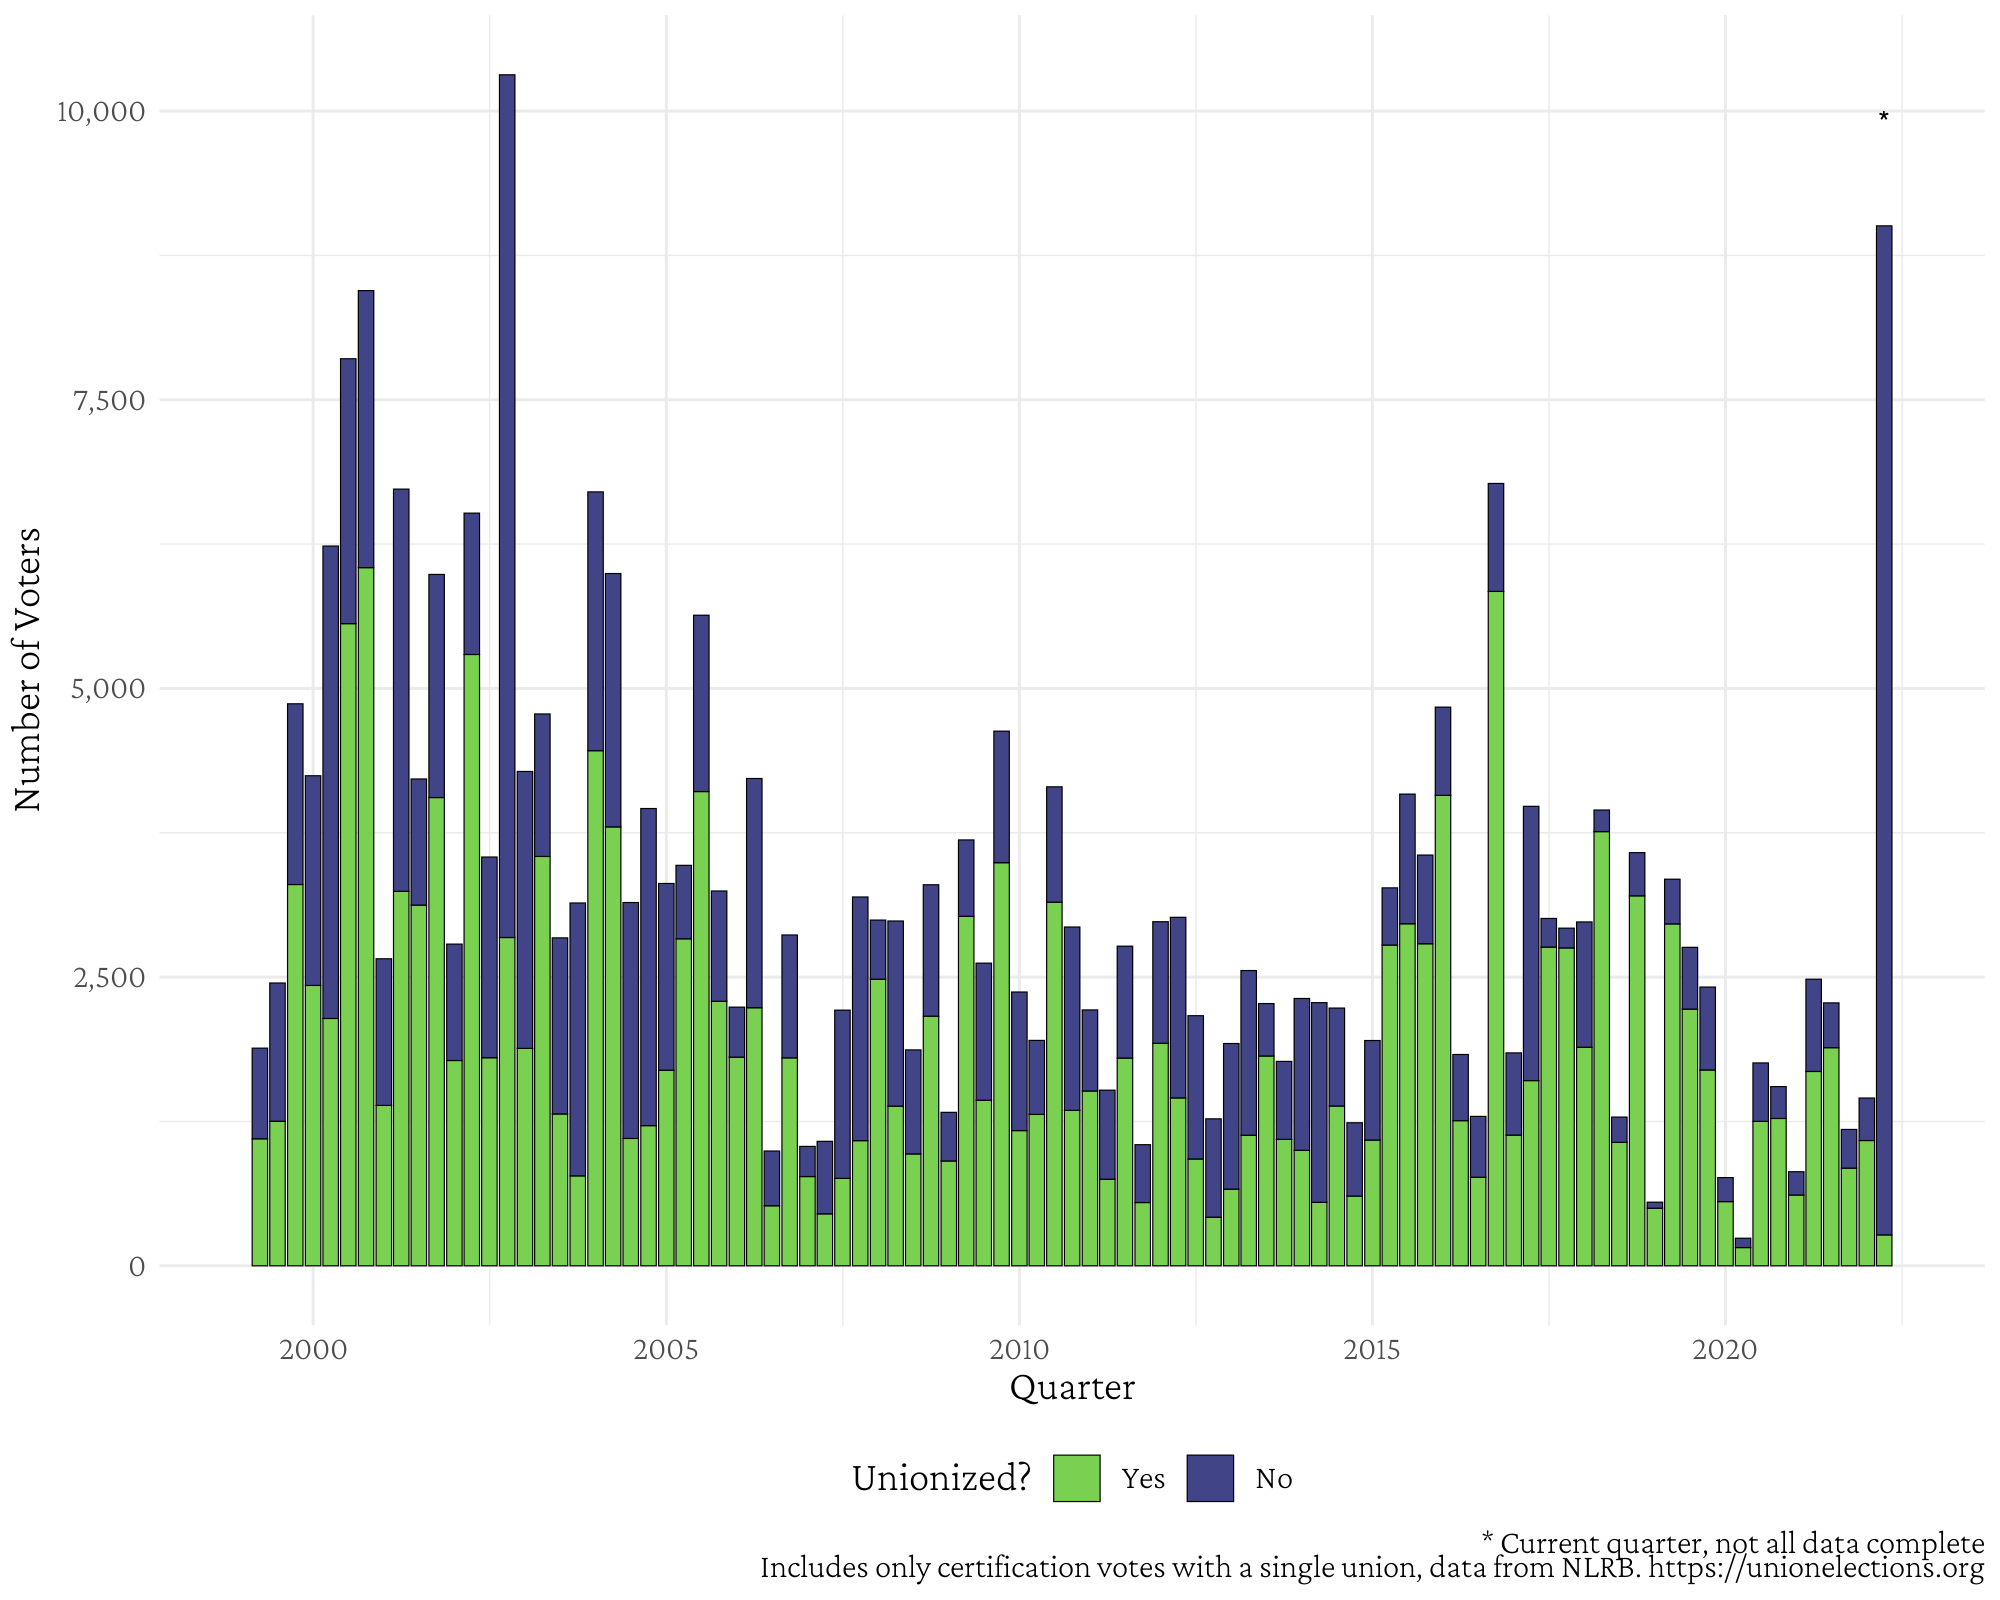 10,000
*
7,500
5,000
2,500
0
Number of Voters
2000 2005 2010 2015 2020
Quarter
Unionized? Yes No
* Current quarter, not all data complete
Includes only certification votes with a single union, data from NLRB. https://unionelections.org